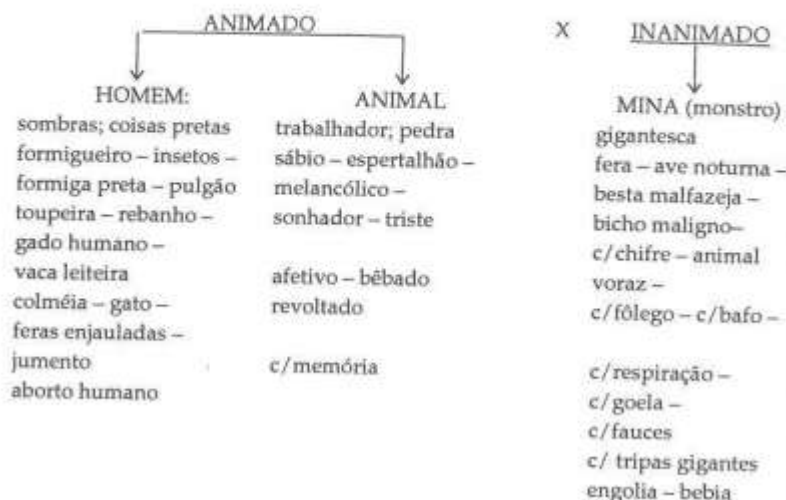 ANIMADO X INANIMADO
HOMEM:
sombras; coisas pretas
formigueiro – insetos –
formiga preta – pulgão
toupeira – rebanho –
gado humano –
vaca leiteira
colméia – gato –
feras enjauladas –
jumento
aborto humano
ANIMAL
trabalhador; pedra
sábio – espertalhão –
melancólico –
sonhador – triste
afetivo – bêbado
revoltado
c/memória
MINA (monstro)
gigantesca
fera – ave noturna –
besta malfazeja –
bicho maligno–
c/chifre – animal
voraz –
c/fôlego – c/bafo –
c/respiração –
c/goela –
c/fauces
c/ tripas gigantes
engolia – bebia